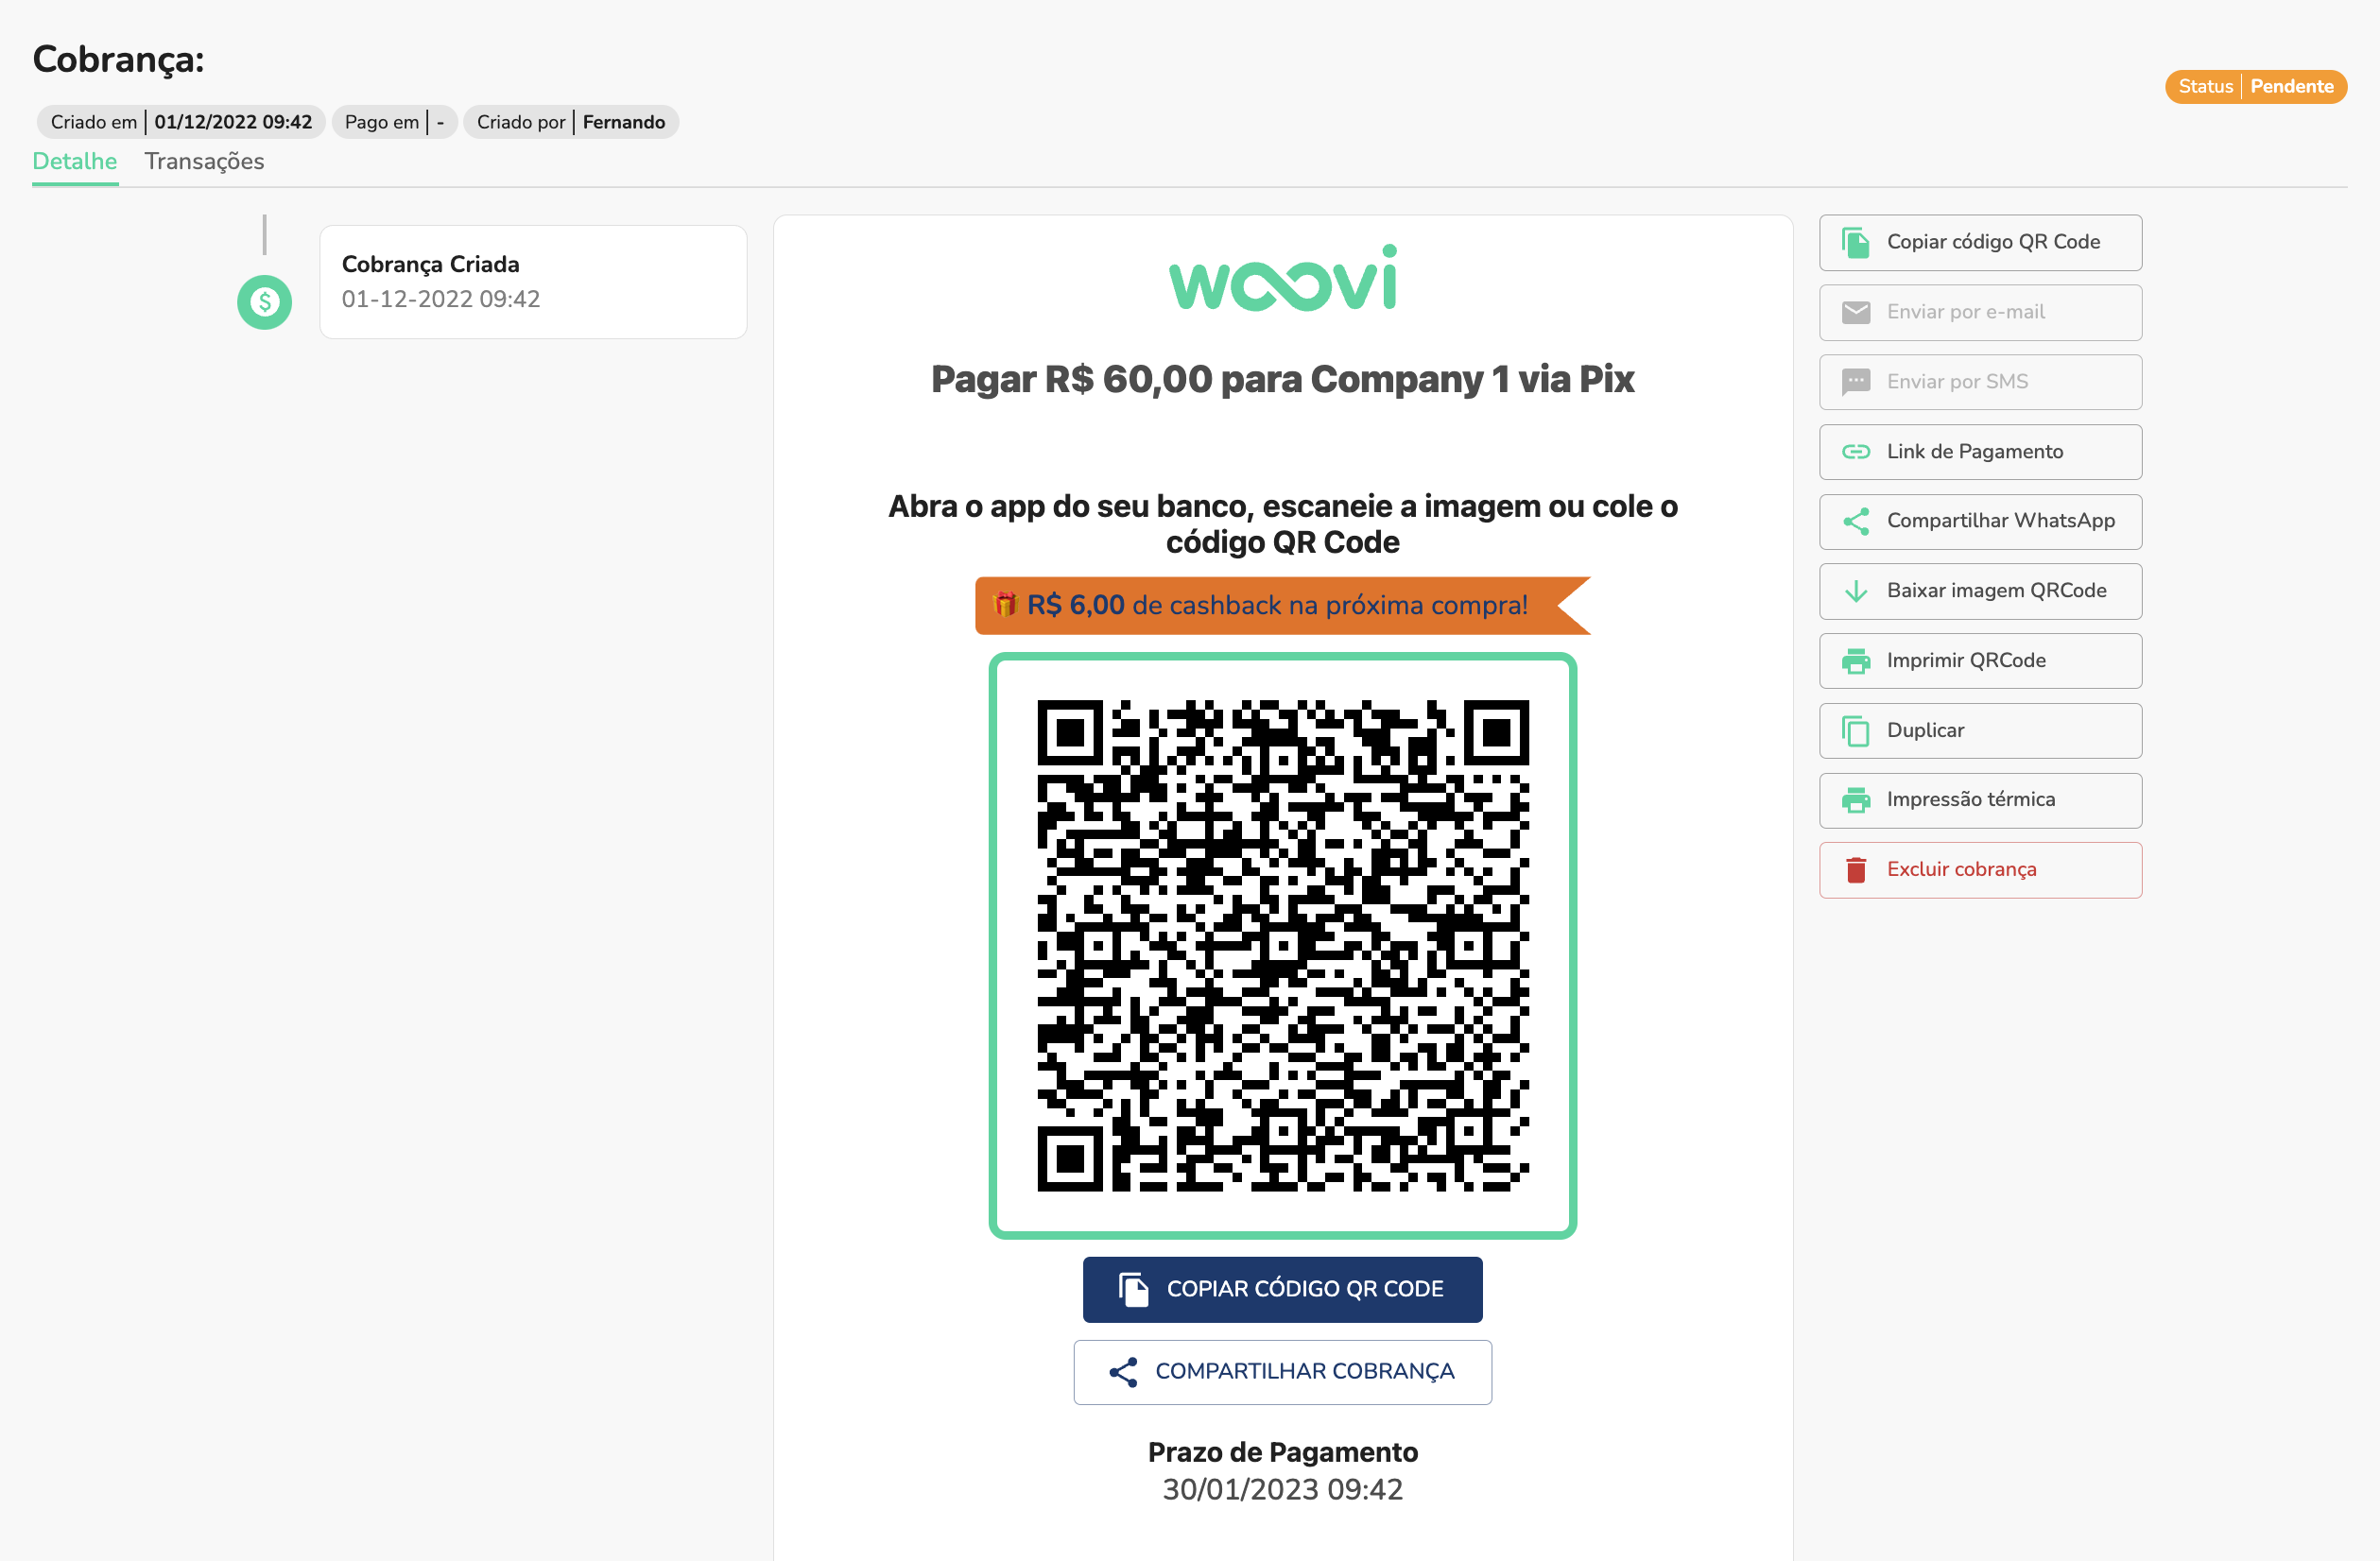 Cobrança:
Status Pendente
Criado em 01/12/2022 09:42 Pago em - Criado por Fernando
Detalhe Transações
Cobrança Criada
01-12-2022 09:42
woovi
Pagar R$ 60,00 para Company 1 via Pix
Abra o app do seu banco, escaneie a imagem ou cole o
código QR Code
R$ 6,00 de cashback na próxima compra!
COPIAR CÓDIGO QR CODE
COMPARTILHAR COBRANÇA
Prazo de Pagamento
30/01/2023 09:42
Copiar código QR Code
Enviar por e-mail
Enviar por SMS
Link de Pagamento
Compartilhar WhatsApp
Baixar imagem QRCode
Imprimir QRCode
Duplicar
Impressão térmica
Excluir cobrança